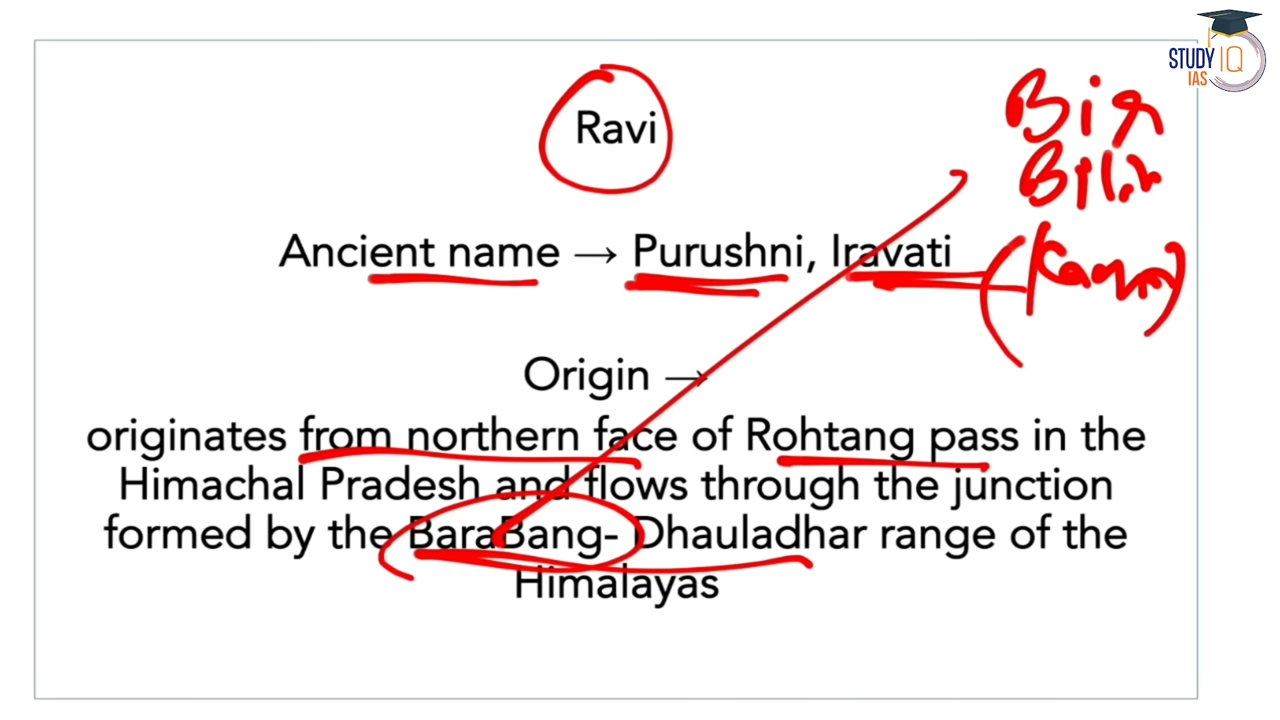 STUDY IQ
IAS
Ravi
Ancient name → Purushni, Iravati
Origin →
originates from northern face of Rohtang pass in the
Himachal Pradesh and flows through the junction
formed by the BaraBang- Dhauladhar range of the
Himalayas